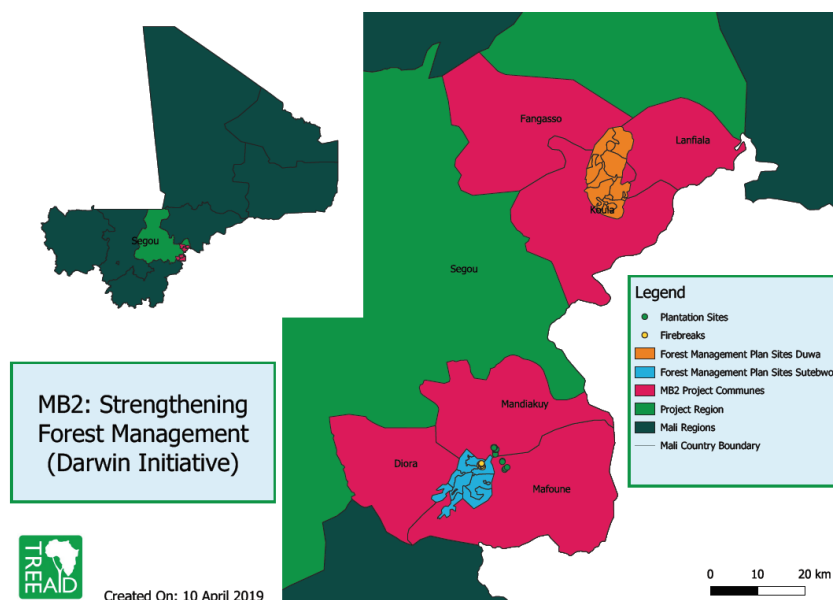 Segou
Fangasso
Lanfiala
Koula
Segou
Mandiakuy
Diora
Mafoune
Legend
Plantation Sites
Firebreaks
Forest Management Plan Sites Duwa
Forest Management Plan Sites Sutebwo
MB2 Project Communes
Project Region
Mali Regions
Mali Country Boundary
MB2: Strengthening
Forest Management
(Darwin Initiative)
TREE
AID
Created On: 10 April 2019
0 10 20 km